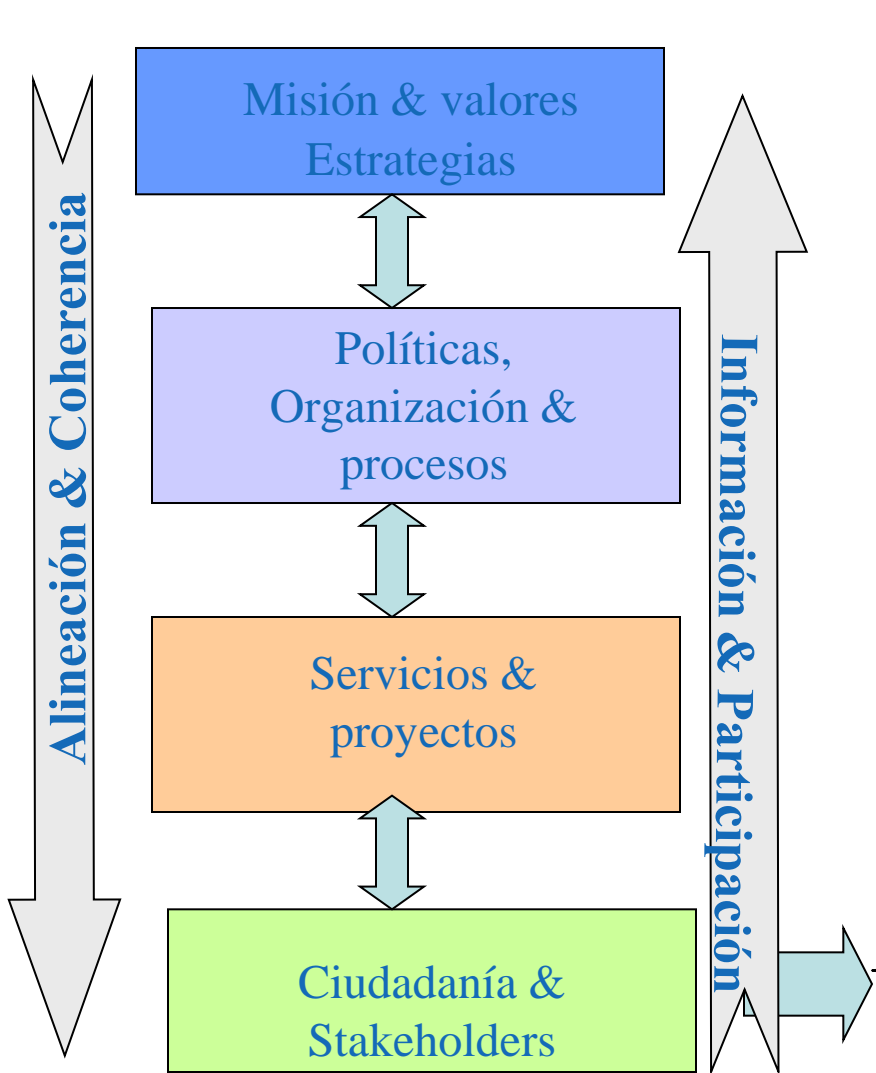 Misión & valores
Estrategias
Alineación & Coherencia
Políticas,
Organización &
procesos
Información & Participación
Servicios &
proyectos
Ciudadanía &
Stakeholders